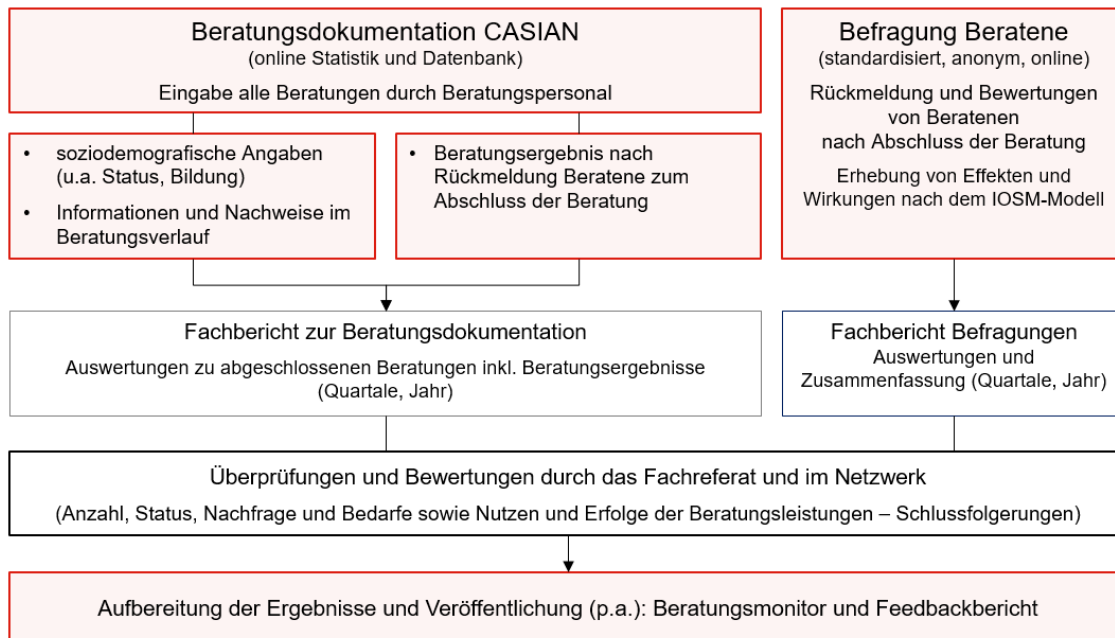 Beratungsdokumentation CASIAN
(online Statistik und Datenbank)
Eingabe alle Beratungen durch Beratungspersonal
• soziodemografische Angaben
(u.a. Status, Bildung)
• Informationen und Nachweise im
Beratungsverlauf
• Beratungsergebnis nach
Rückmeldung Beratene zum
Abschluss der Beratung
Befragung Beratene
(standardisiert, anonym, online)
Rückmeldung und Bewertungen
von Beratenen
nach Abschluss der Beratung
Erhebung von Effekten und
Wirkungen nach dem IOSM-Modell
Fachbericht zur Beratungsdokumentation
Auswertungen zu abgeschlossenen Beratungen inkl. Beratungsergebnisse
(Quartale, Jahr)
Fachbericht Befragungen
Auswertungen und
Zusammenfassung (Quartale, Jahr)
Überprüfungen und Bewertungen durch das Fachreferat und im Netzwerk
(Anzahl, Status, Nachfrage und Bedarfe sowie Nutzen und Erfolge der Beratungsleistungen – Schlussfolgerungen)
Aufbereitung der Ergebnisse und Veröffentlichung (p.a.): Beratungsmonitor und Feedbackbericht